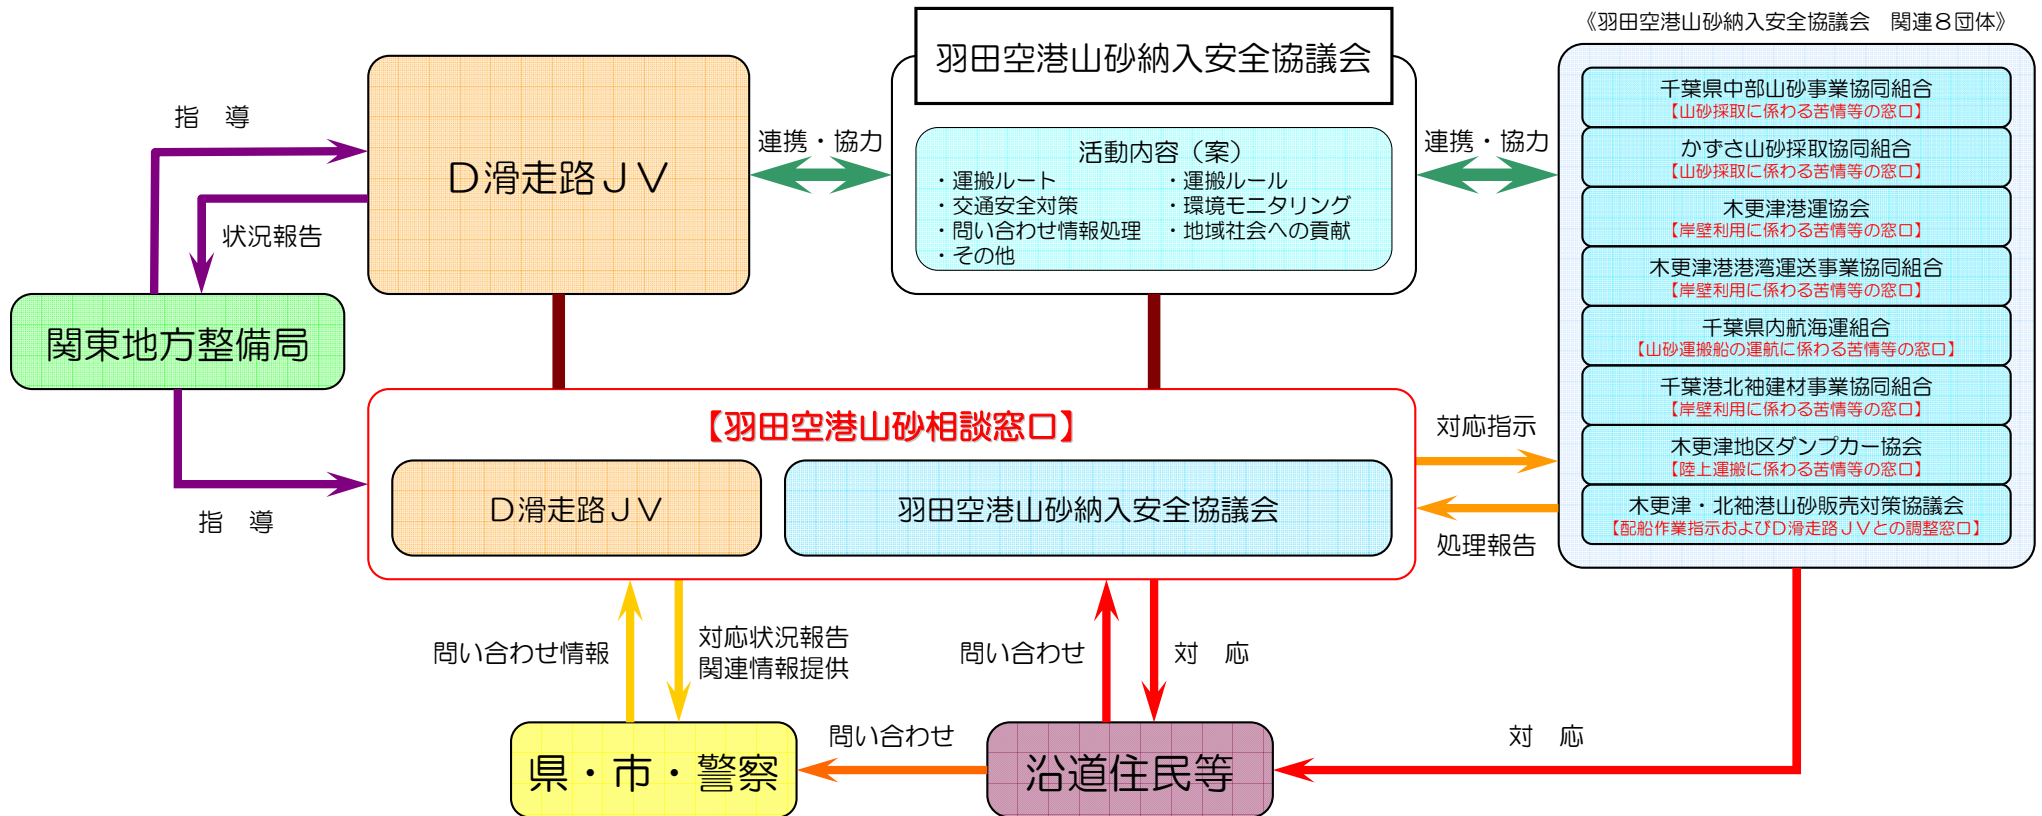 《羽田空港山砂納入安全協議会　関連８団体》
羽田空港山砂納入安全協議会
Ｄ滑走路ＪＶ
指　導
状況報告
関東地方整備局
指　導
連携・協力
活動内容（案）
・運搬ルート
・運搬ルール
・交通安全対策
・環境モニタリング
・問い合わせ情報処理
・地域社会への貢献
・その他
連携・協力
千葉県中部山砂事業協同組合
【山砂採取に係わる苦情等の窓口】
かずさ山砂採取協同組合
【山砂採取に係わる苦情等の窓口】
木更津港運協会
【岸壁利用に係わる苦情等の窓口】
木更津港港湾運送事業協同組合
【岸壁利用に係わる苦情等の窓口】
千葉県内航海運組合
【山砂運搬船の運航に係わる苦情等の窓口】
千葉港北袖建材事業協同組合
【岸壁利用に係わる苦情等の窓口】
木更津地区ダンプカー協会
【陸上運搬に係わる苦情等の窓口】
木更津・北袖港山砂販売対策協議会
【配船作業指示およびＤ滑走路ＪＶとの調整窓口】
【羽田空港山砂相談窓口】
Ｄ滑走路ＪＶ
羽田空港山砂納入安全協議会
対応指示
処理報告
問い合わせ情報
対応状況報告
関連情報提供
問い合わせ
対　応
県・市・警察
問い合わせ
沿道住民等
対　応